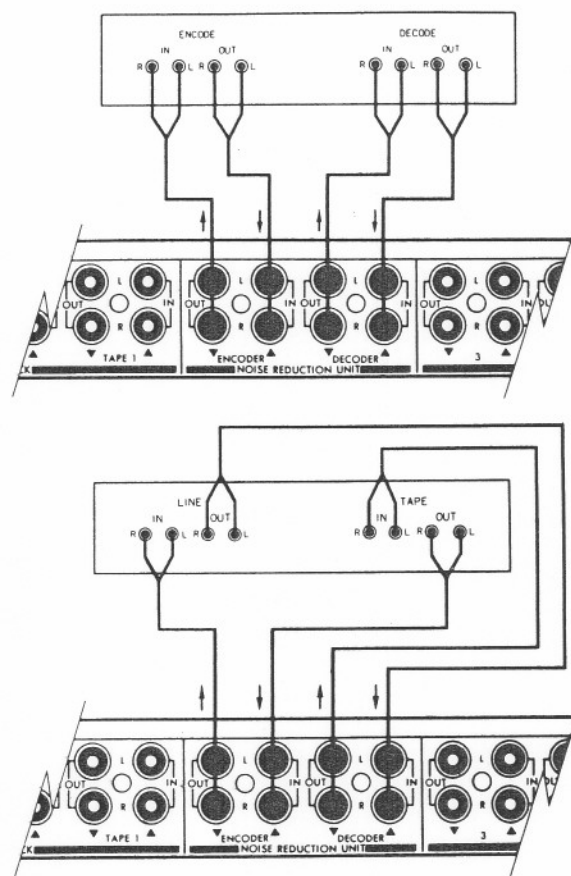 ENCODE
DECODE
IN
OUT
IN
OUT
R L R L
R L R L
L L L
OUT IN OUT IN OUT IN OUT IN OUT
R R R R
TAPE 1
ENCODER
DECODER
3
NOISE REDUCTION UNIT
LINE
TAPE
IN
OUT
IN
OUT
R L R L
R L R L
L L L L
OUT IN OUT IN OUT IN OUT IN
R R R R
TAPE 1
ENCODER
DECODER
3
NOISE REDUCTION UNIT